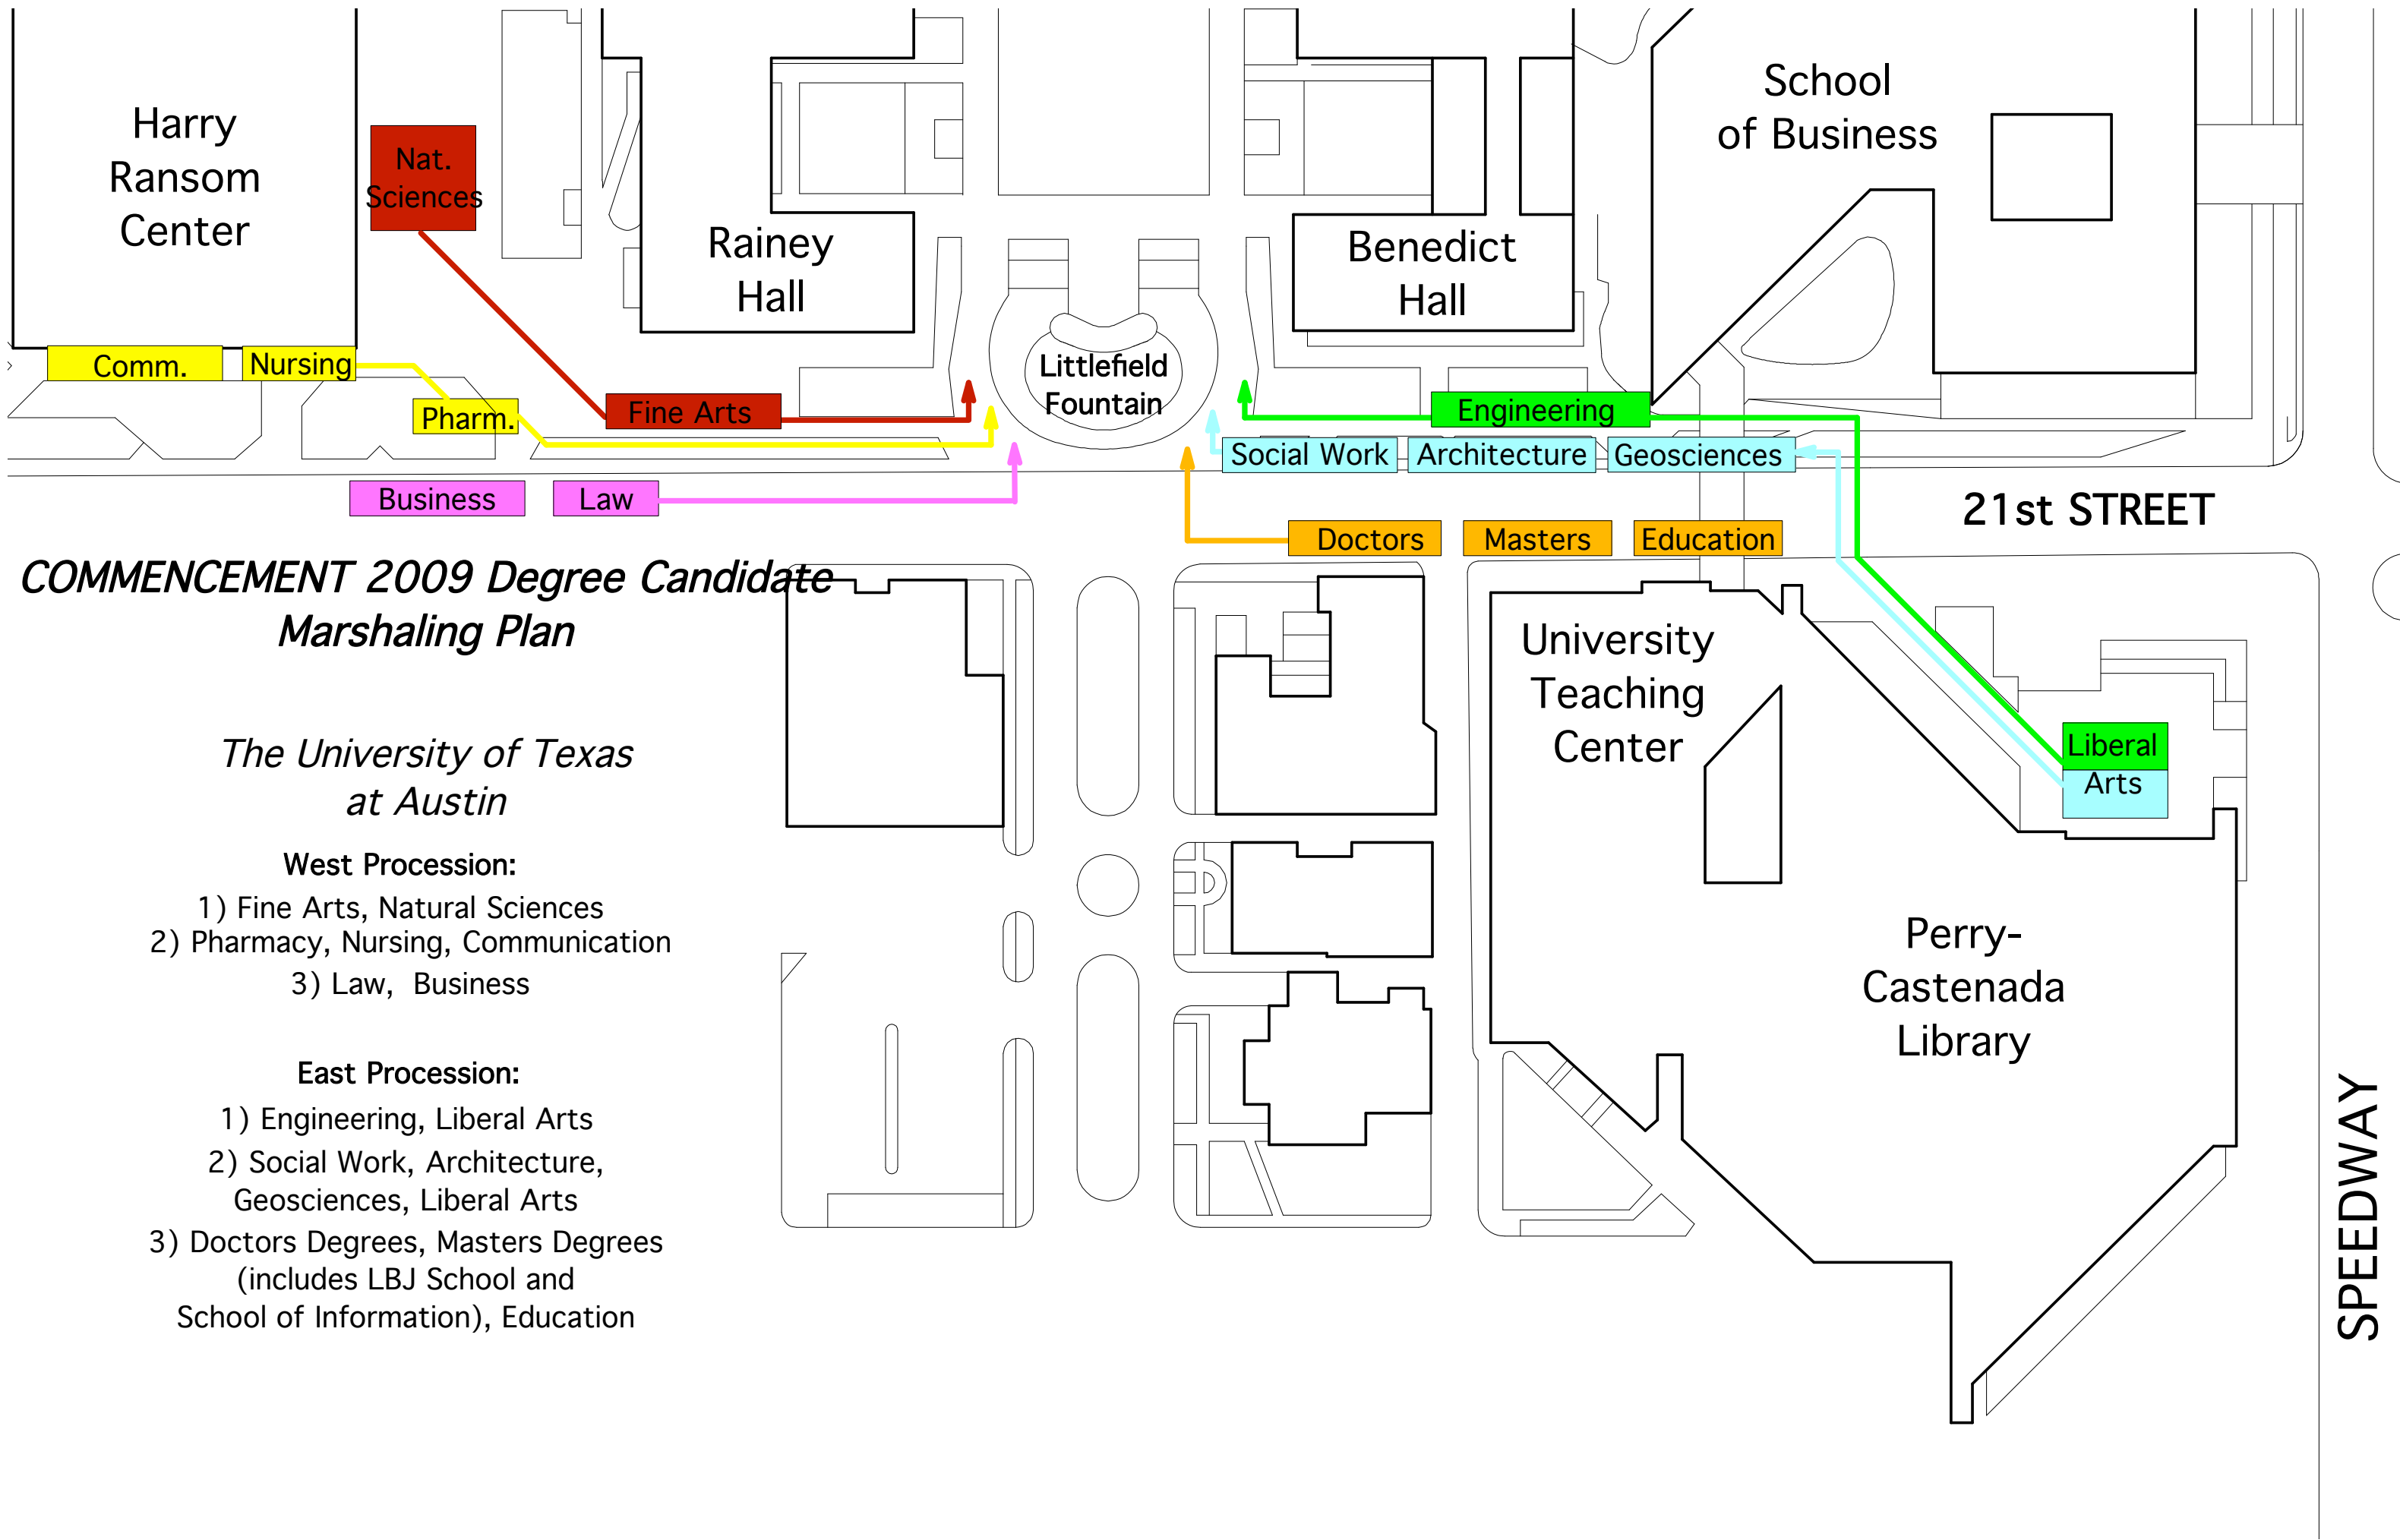 Harry
Ransom
Center
Nat.
Sciences
Rainey
Hall
Littlefield
Fountain
Benedict
Hall
School
of Business
Comm.
Nursing
Pharm.
Fine Arts
Engineering
Social Work
Architecture
Geosciences
Business
Law
Doctors
Masters
Education
21st STREET
COMMENCEMENT 2009 Degree Candidate
Marshaling Plan
The University of Texas
at Austin
West Procession:
1) Fine Arts, Natural Sciences
2) Pharmacy, Nursing, Communication
3) Law, Business
East Procession:
1) Engineering, Liberal Arts
2) Social Work, Architecture,
Geosciences, Liberal Arts
3) Doctors Degrees, Masters Degrees
(includes LBJ School and
School of Information), Education
University
Teaching
Center
Liberal
Arts
Perry-
Castenada
Library
SPEEDWAY